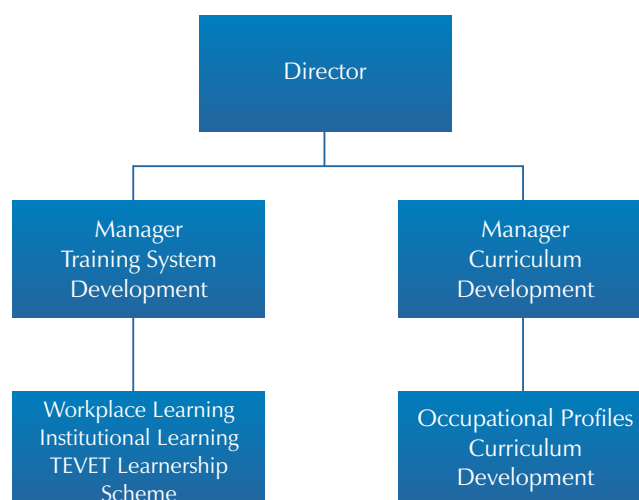 Director
Manager
Training System
Development
Manager
Curriculum
Development
Workplace Learning
Institutional Learning
TEVET Learnership
Scheme
Occupational Profiles
Curriculum
Development